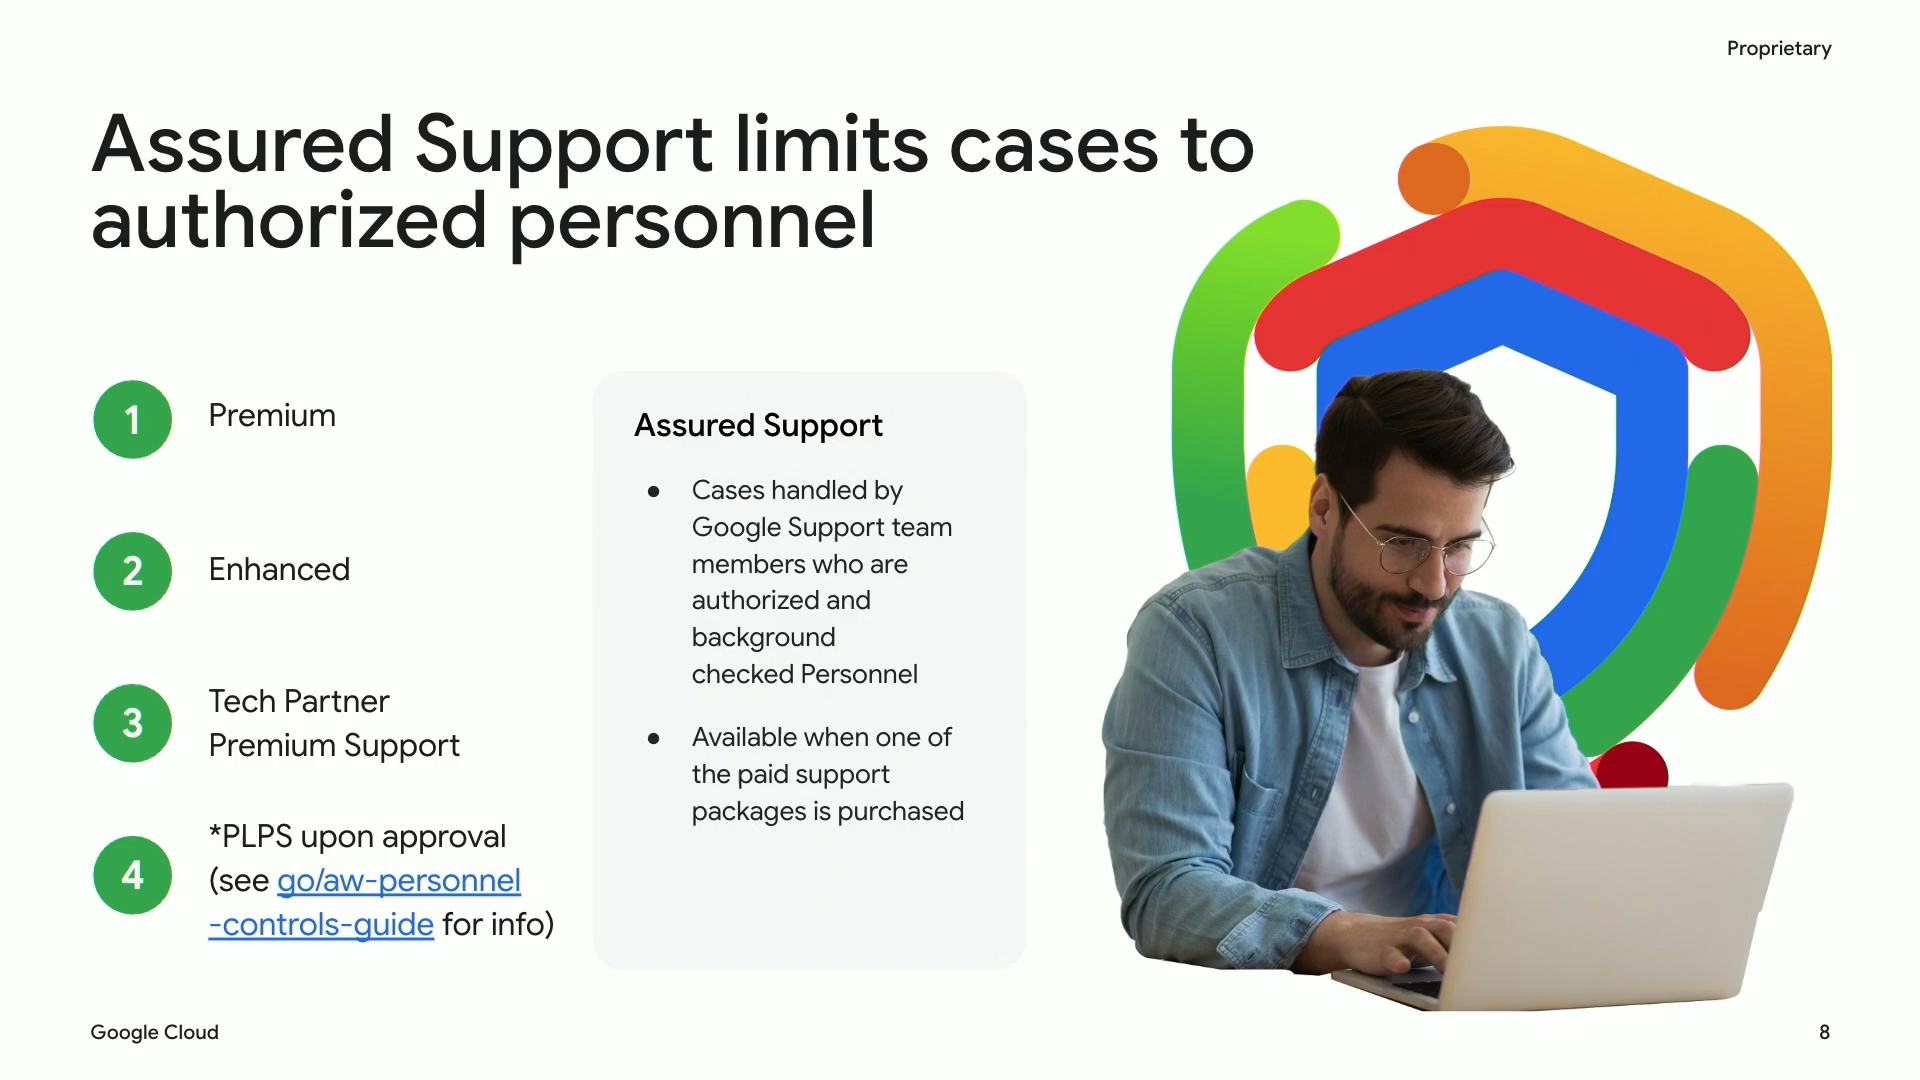 Proprietary
Assured Support limits cases to
authorized personnel
1
Premium
2
Enhanced
3
Tech Partner
Premium Support
4
*PLPS upon approval
(see go/aw-personnel
-controls-guide for info)
Assured Support
● Cases handled by
Google Support team
members who are
authorized and
background
checked Personnel
● Available when one of
the paid support
packages is purchased
Google Cloud
8